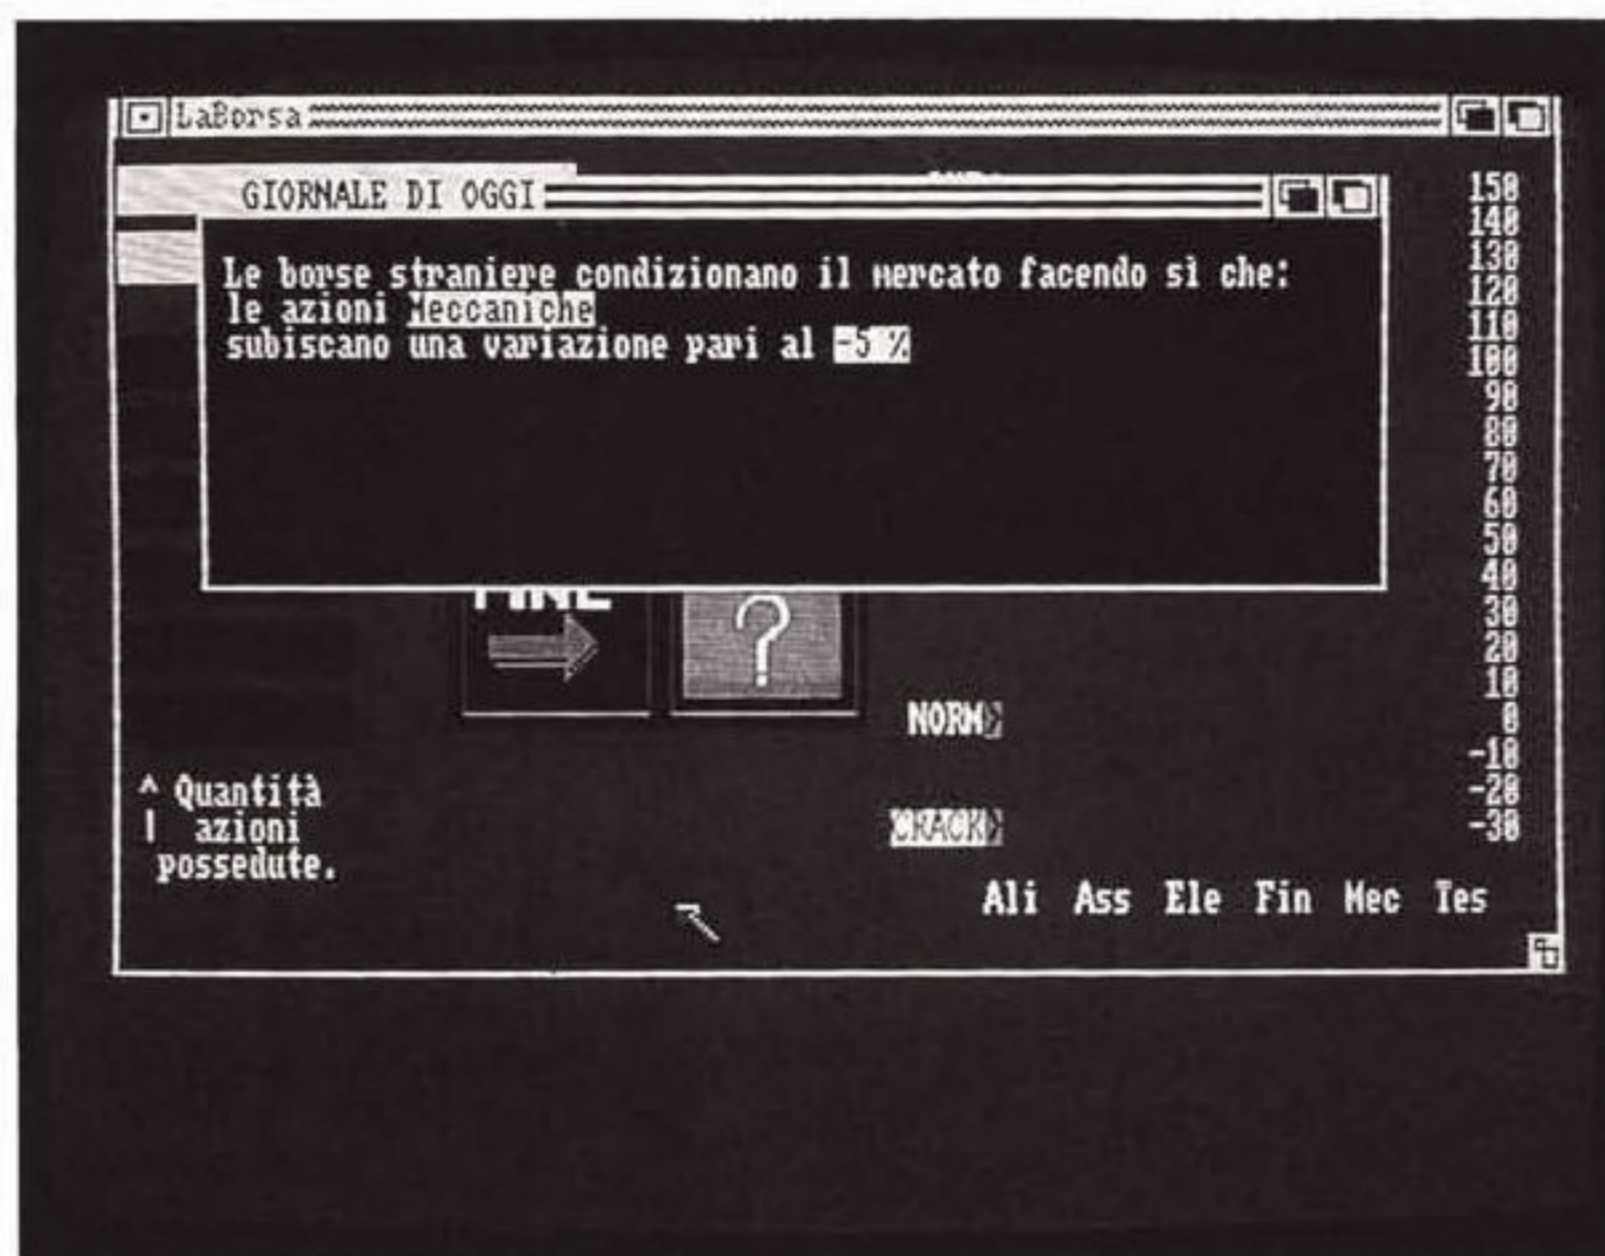 LaBorsa
GIORNALE DI OGGI
Le borse straniere condizionano il mercato facendo sì che:
le azioni Meccaniche
subiscano una variazione pari al -5 %
150
140
130
120
110
100
90
80
70
60
50
40
30
20
10
0
-10
-20
-30
FINE
?
NORM>
CRACK>
^ Quantità
| azioni
possedute.
Ali Ass Ele Fin Mec Tes